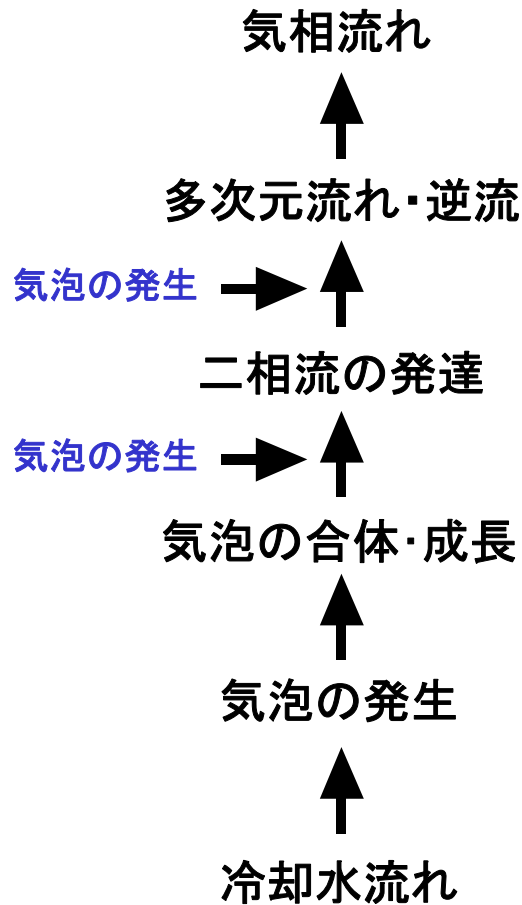 気相流れ
多次元流れ・逆流
気泡の発生
二相流の発達
気泡の発生
気泡の合体・成長
気泡の発生
冷却水流れ